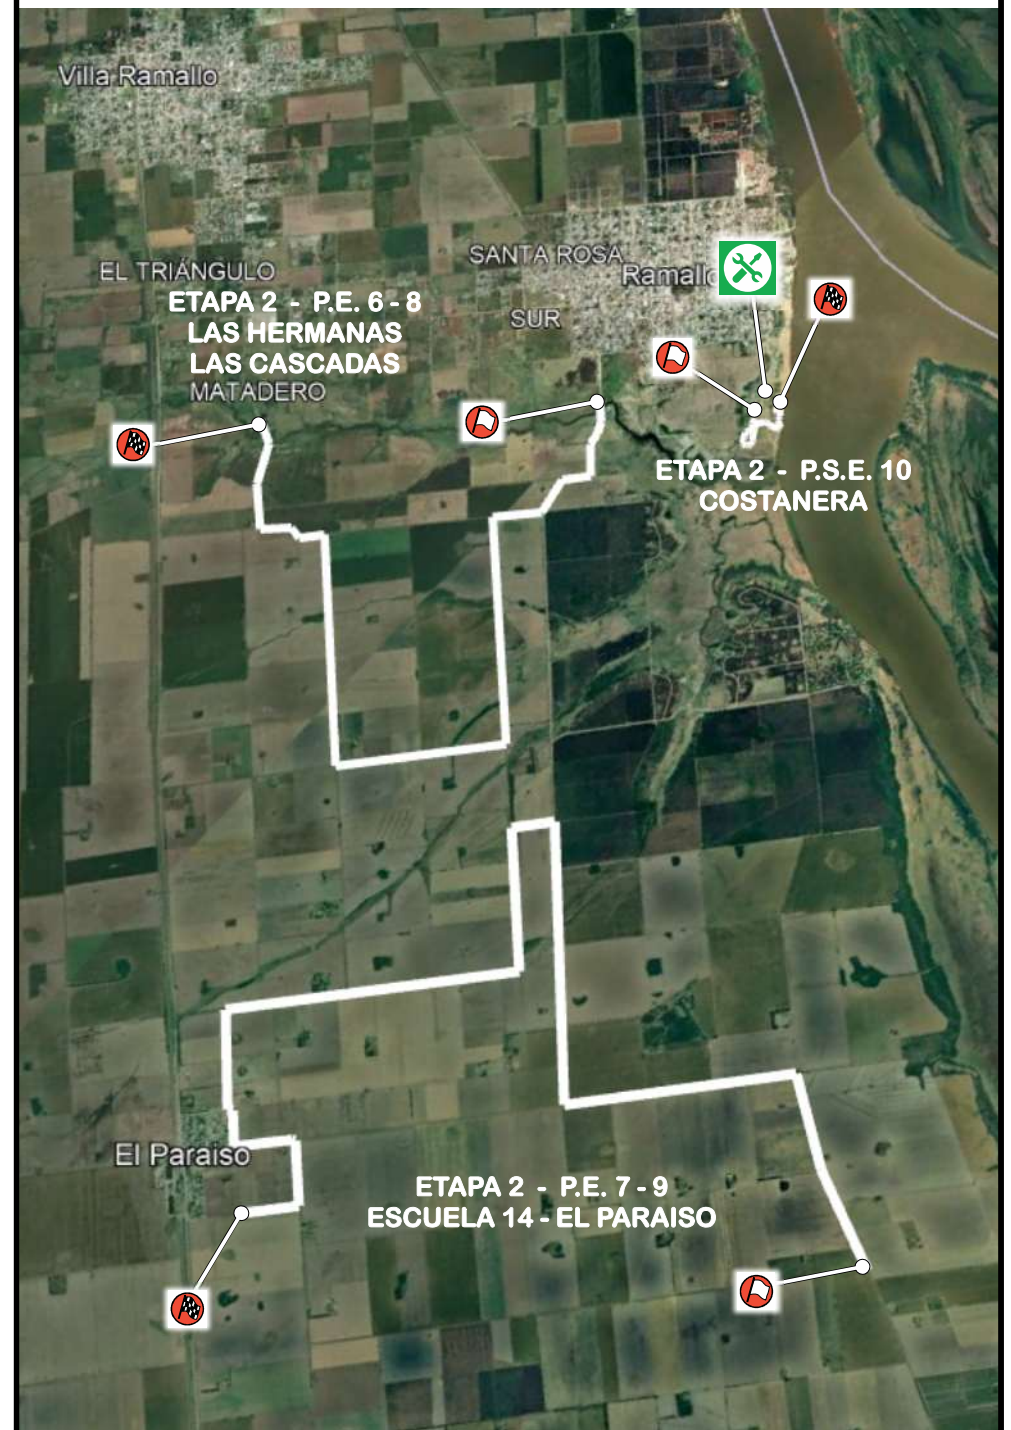 Villa Ramallo
SANTA ROSA
Ramallo
EL TRIÁNGULO
ETAPA 2 - P.E. 6 - 8
LAS HERMANAS
LAS CASCADAS
SUR
MATADERO
ETAPA 2 - P.S.E. 10
COSTANERA
El Paraiso
ETAPA 2 - P.E. 7 - 9
ESCUELA 14 - EL PARAISO